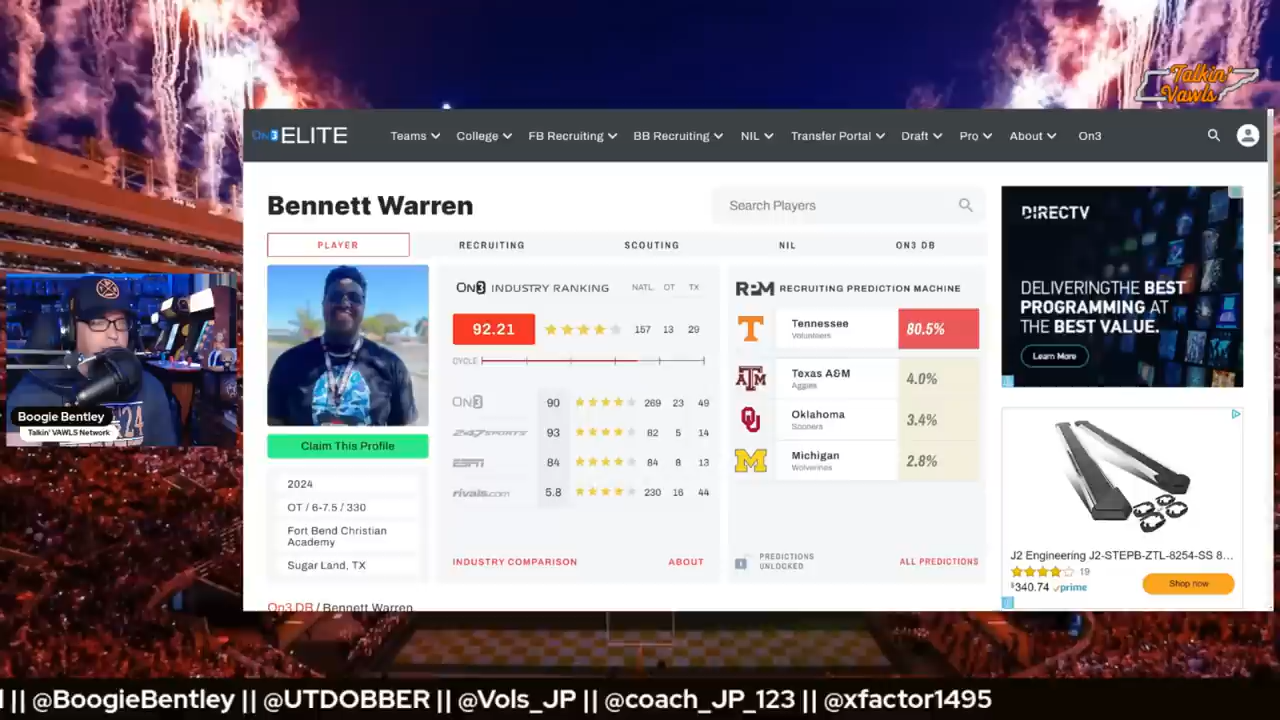 Talkin'
Vawls
On3 ELITE Teams College FB Recruiting BB Recruiting NIL Transfer Portal Draft Pro About On3
Bennett Warren
Search Players
PLAYER RECRUITING SCOUTING NIL ON3 DB
On3 INDUSTRY RANKING NATL OT TX
92.21 157 13 29
CYCLE
On3 90 269 23 49
247SPORTS 93 82 5 14
ESPN 84 84 8 13
rivals.com 5.8 230 16 44
INDUSTRY COMPARISON ABOUT
RPM RECRUITING PREDICTION MACHINE
Tennessee 80.5%
Volunteers
Texas A&M 4.0%
Aggies
Oklahoma 3.4%
Sooners
Michigan 2.8%
Wolverines
PREDICTIONS
UNLOCKED
ALL PREDICTIONS
Claim This Profile
2024
OT / 6-7.5 / 330
Fort Bend Christian
Academy
Sugar Land, TX
On3 DB / Bennett Warren
DIRECTV
DELIVERING THE BEST
PROGRAMMING AT
THE BEST VALUE.
Learn More
J2 Engineering J2-STEPB-ZTL-8254-SS 8...
19
$340.74 prime
Shop now
Boogie Bentley
Talkin' VAWLS Network
|| @BoogieBentley || @UTDOBBER || @Vols_JP || @coach_JP_123 || @xfactor1495